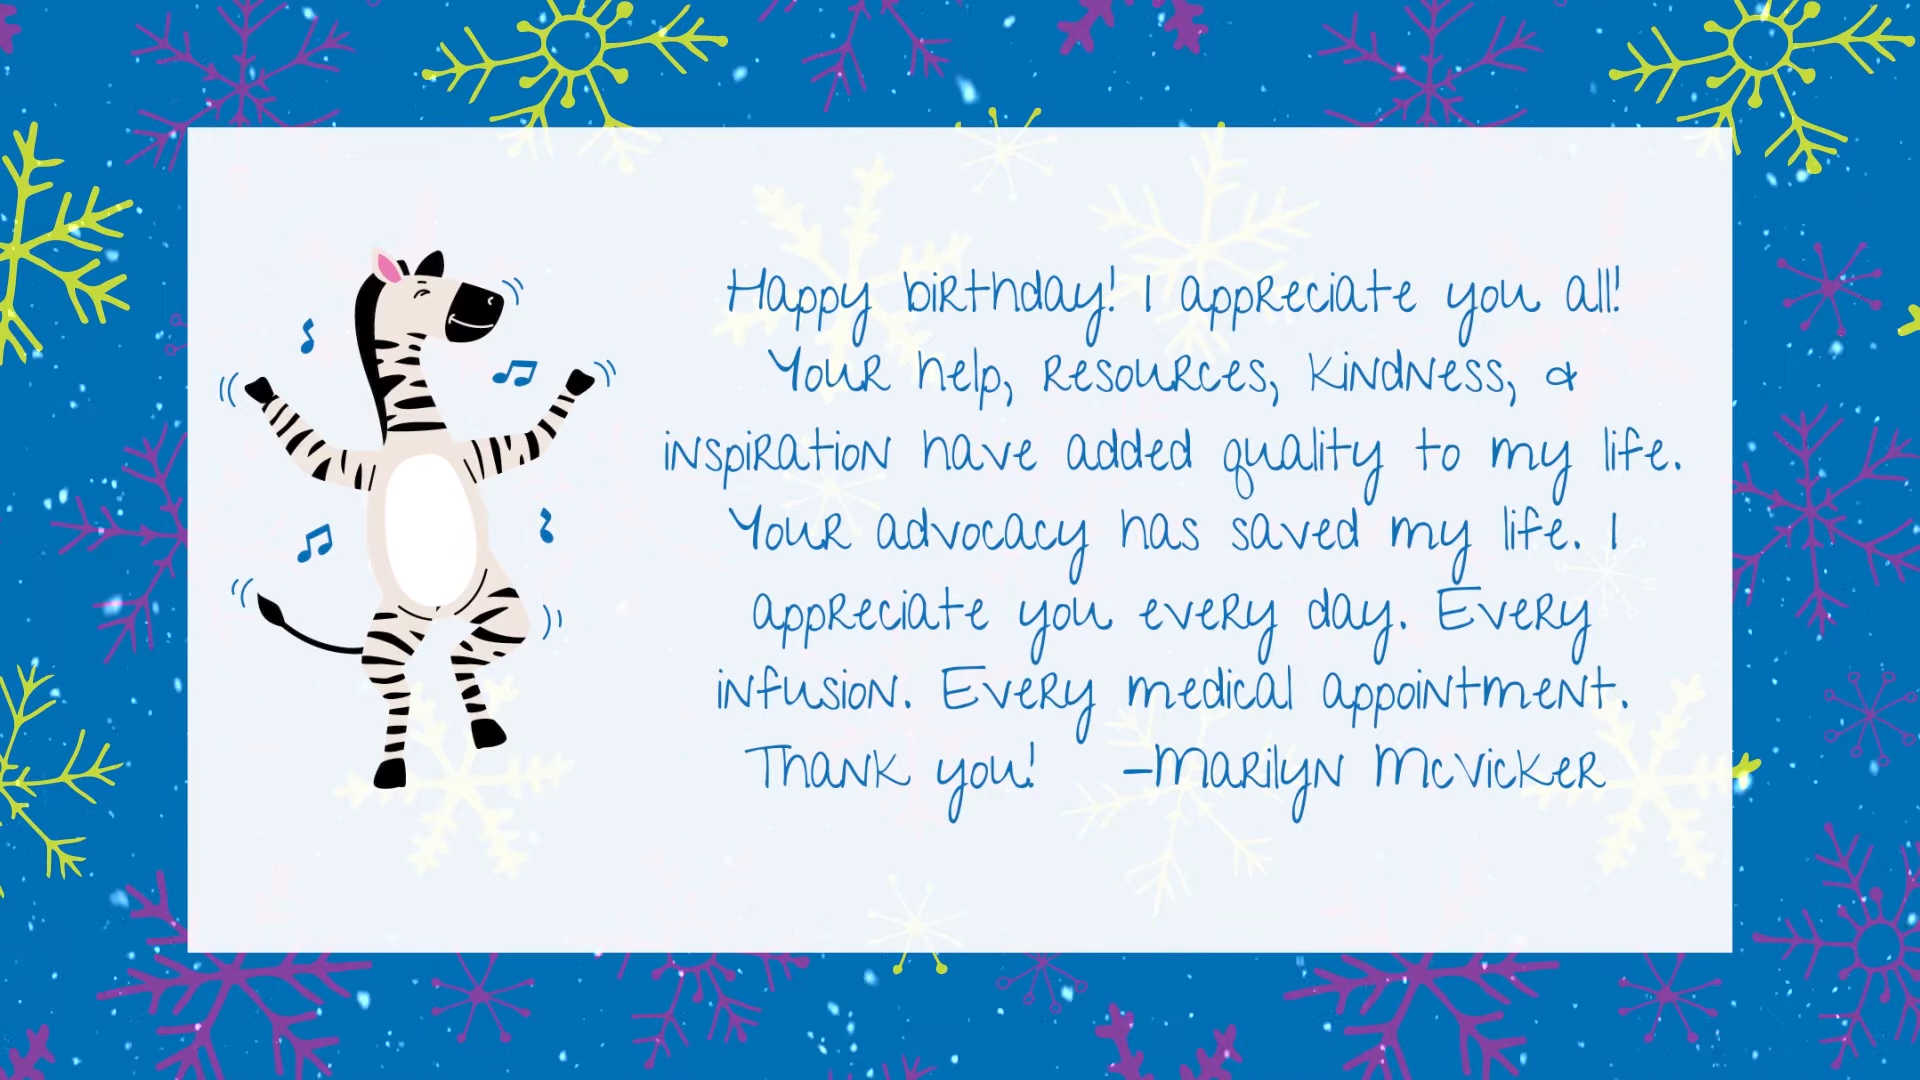 Happy birthday! I appreciate you all!
Your help, resources, kindness, &
inspiration have added quality to my life.
Your advocacy has saved my life. I
appreciate you every day. Every
infusion. Every medical appointment.
Thank you! -Marilyn McVicker